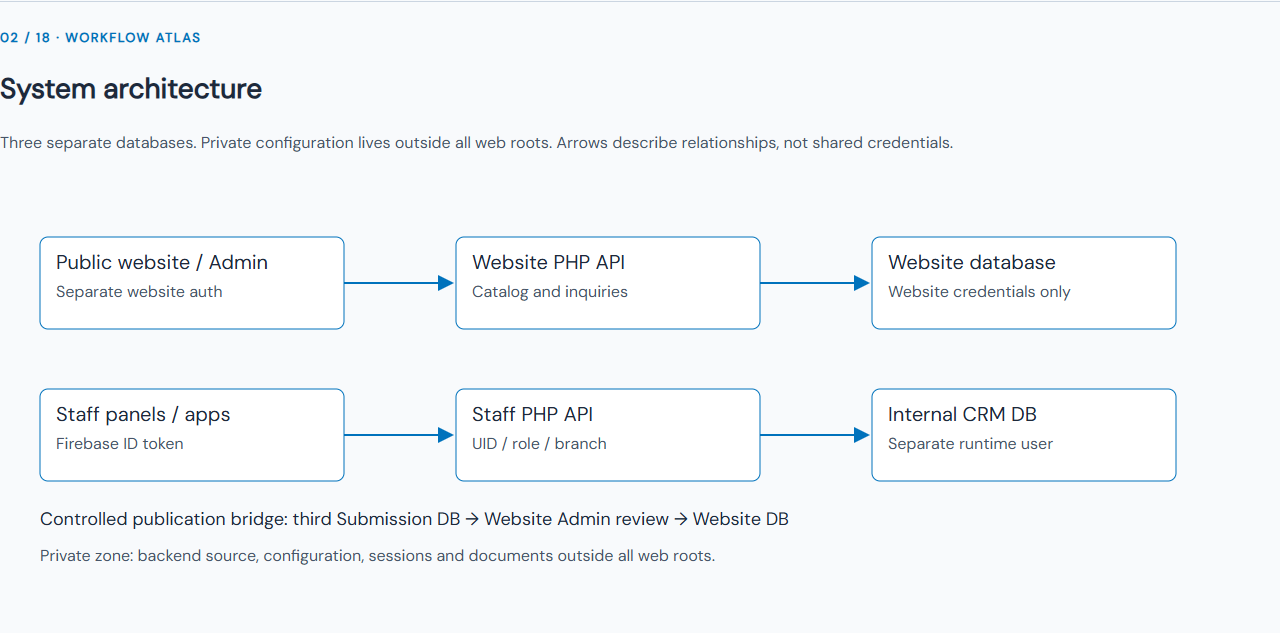 02 / 18 · WORKFLOW ATLAS
System architecture
Three separate databases. Private configuration lives outside all web roots. Arrows describe relationships, not shared credentials.
Public website / Admin
Separate website auth
Website PHP API
Catalog and inquiries
Website database
Website credentials only
Staff panels / apps
Firebase ID token
Staff PHP API
UID / role / branch
Internal CRM DB
Separate runtime user
Controlled publication bridge: third Submission DB → Website Admin review → Website DB
Private zone: backend source, configuration, sessions and documents outside all web roots.